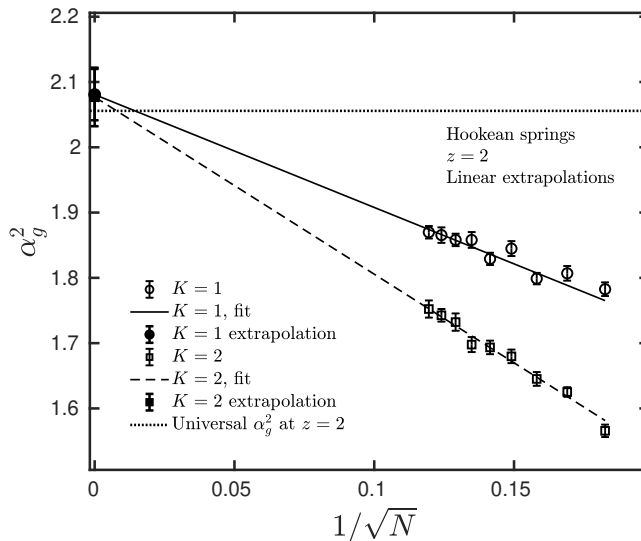 2.2
2.1
2
1.9
1.8
1.7
1.6
α_g^2
Hookean springs
z = 2
Linear extrapolations
K = 1
K = 1, fit
K = 1 extrapolation
K = 2
K = 2, fit
K = 2 extrapolation
Universal α_g^2 at z = 2
0 0.05 0.1 0.15
1/√N